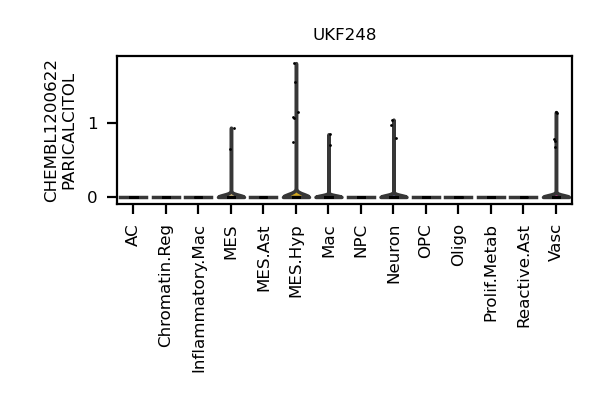 UKF248
CHEMBL1200622
PARICALCITOL
1
0
AC
Chromatin.Reg
Inflammatory.Mac
MES
MES.Ast
MES.Hyp
Mac
NPC
Neuron
OPC
Oligo
Prolif.Metab
Reactive.Ast
Vasc